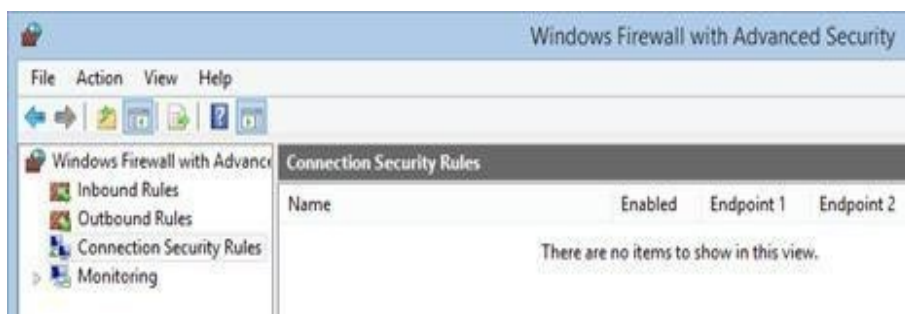 Windows Firewall with Advanced Security
File Action View Help
Windows Firewall with Advance
Inbound Rules
Outbound Rules
Connection Security Rules
Monitoring
Connection Security Rules
Name Enabled Endpoint 1 Endpoint 2
There are no items to show in this view.